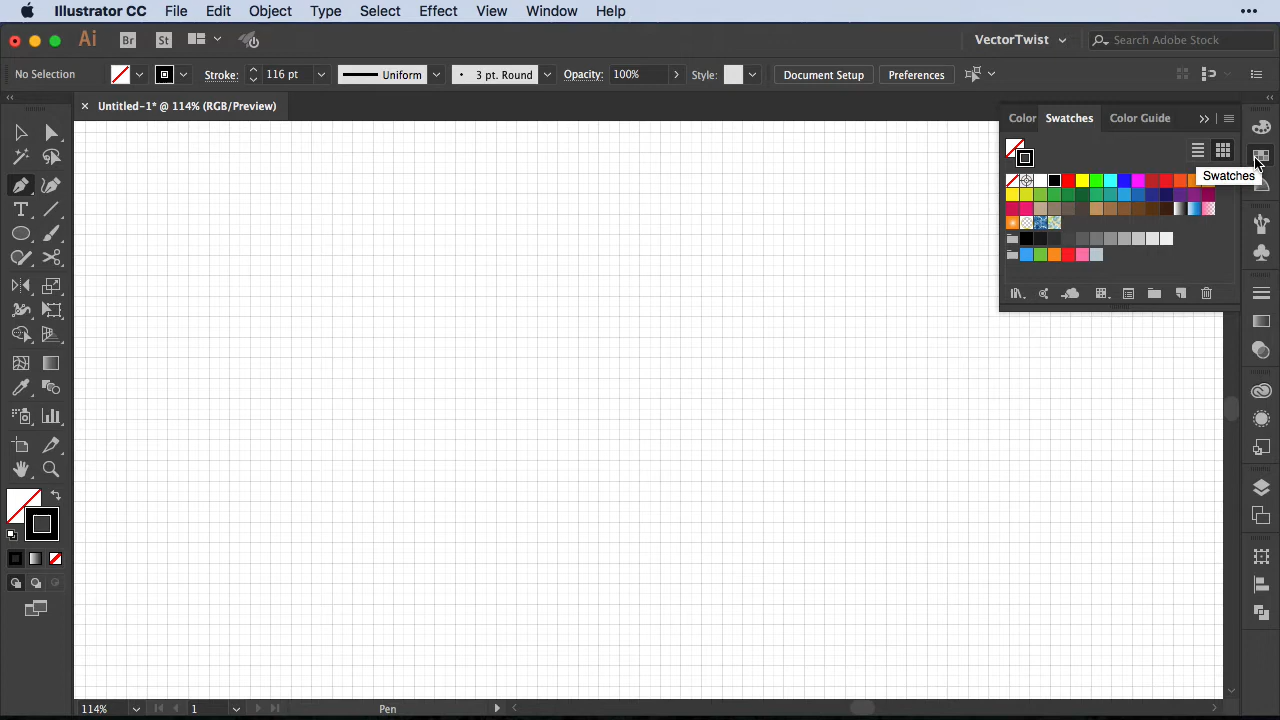 Illustrator CC File Edit Object Type Select Effect View Window Help
Ai Br St VectorTwist Search Adobe Stock
No Selection Stroke: 116 pt Uniform 3 pt. Round Opacity: 100% Style: Document Setup Preferences
Untitled-1* @ 114% (RGB/Preview)
Color Swatches Color Guide
Swatches
114% 1 Pen